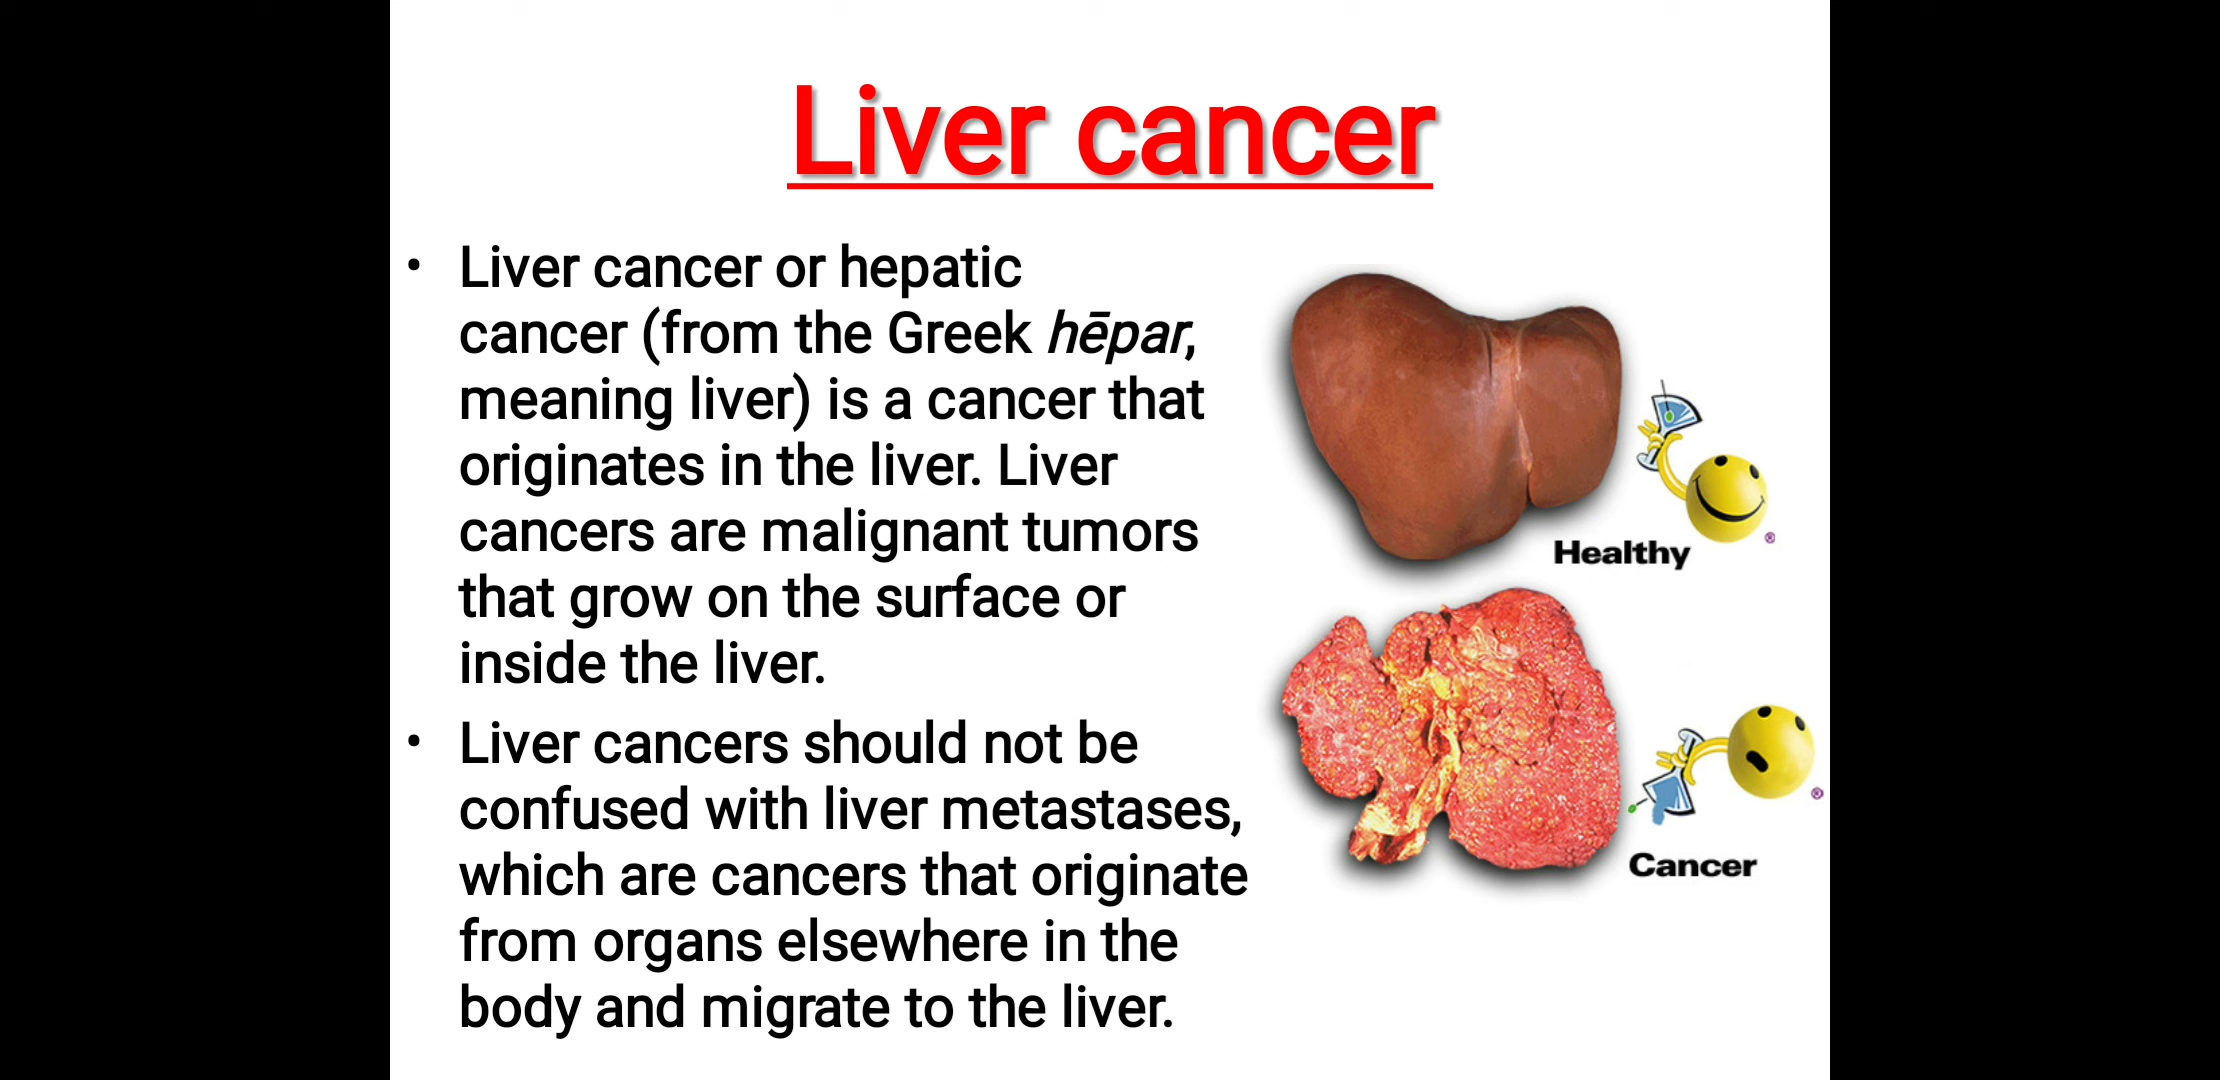 Liver cancer
• Liver cancer or hepatic
cancer (from the Greek hēpar,
meaning liver) is a cancer that
originates in the liver. Liver
cancers are malignant tumors
that grow on the surface or
inside the liver.
• Liver cancers should not be
confused with liver metastases,
which are cancers that originate
from organs elsewhere in the
body and migrate to the liver.
Healthy
®
®
Cancer